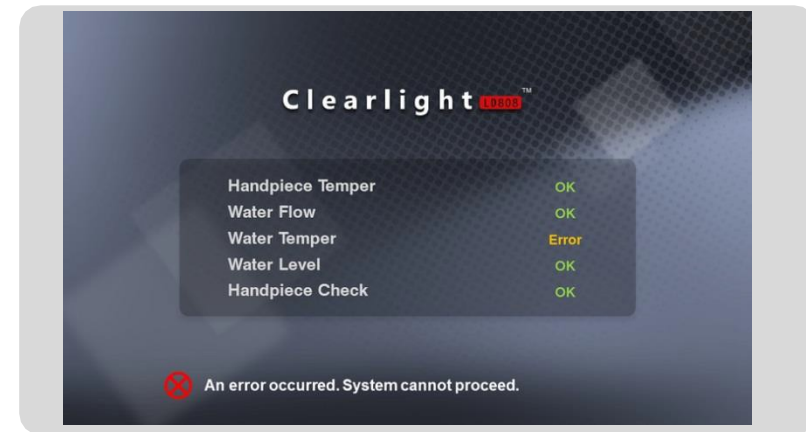 Clearlight LD808™
Handpiece Temper OK
Water Flow OK
Water Temper Error
Water Level OK
Handpiece Check OK
An error occurred. System cannot proceed.